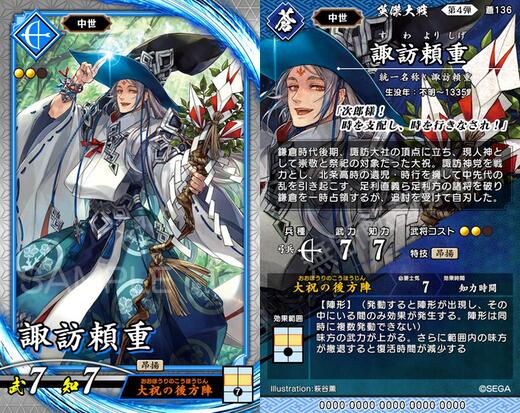 中世
SAMPLE
諏訪頼重
昂揚
武7 知7
おおほうりのこうほうじん
大祝の後方陣
7
蒼
中世
英傑大戦
第4弾
蒼136
すわよりしげ
諏訪頼重
統一名称:諏訪頼重
生没年:不明~1335
「次郎様!
時を支配し、時を行きなされ!」
鎌倉時代後期、諏訪大社の頂点に立ち、現人神と
して崇敬と祭祀の対象だった大祝。諏訪神党を戦
力とし、北条高時の遺児・時行を擁して中先代の
乱を引き起こす。足利直義ら足利方の諸将を破り
鎌倉を一時占領するが、追討を受けて自刃した。
兵種 武力 知力 武将コスト
弓兵 7 7
特技 昂揚
おおほうりのこうほうじん
大祝の後方陣
必要士気 7
効果時間 知力時間
効果範囲
【陣形】(発動すると陣形が出現し、その
中にいる間のみ効果が発生する。陣形は同
時に複数発動できない)
味方の武力が上がる。さらに範囲内の味方
が撤退すると復活時間が減少する
Illustration:萩谷薫
©SEGA
0000 0000 0000 0000 0000